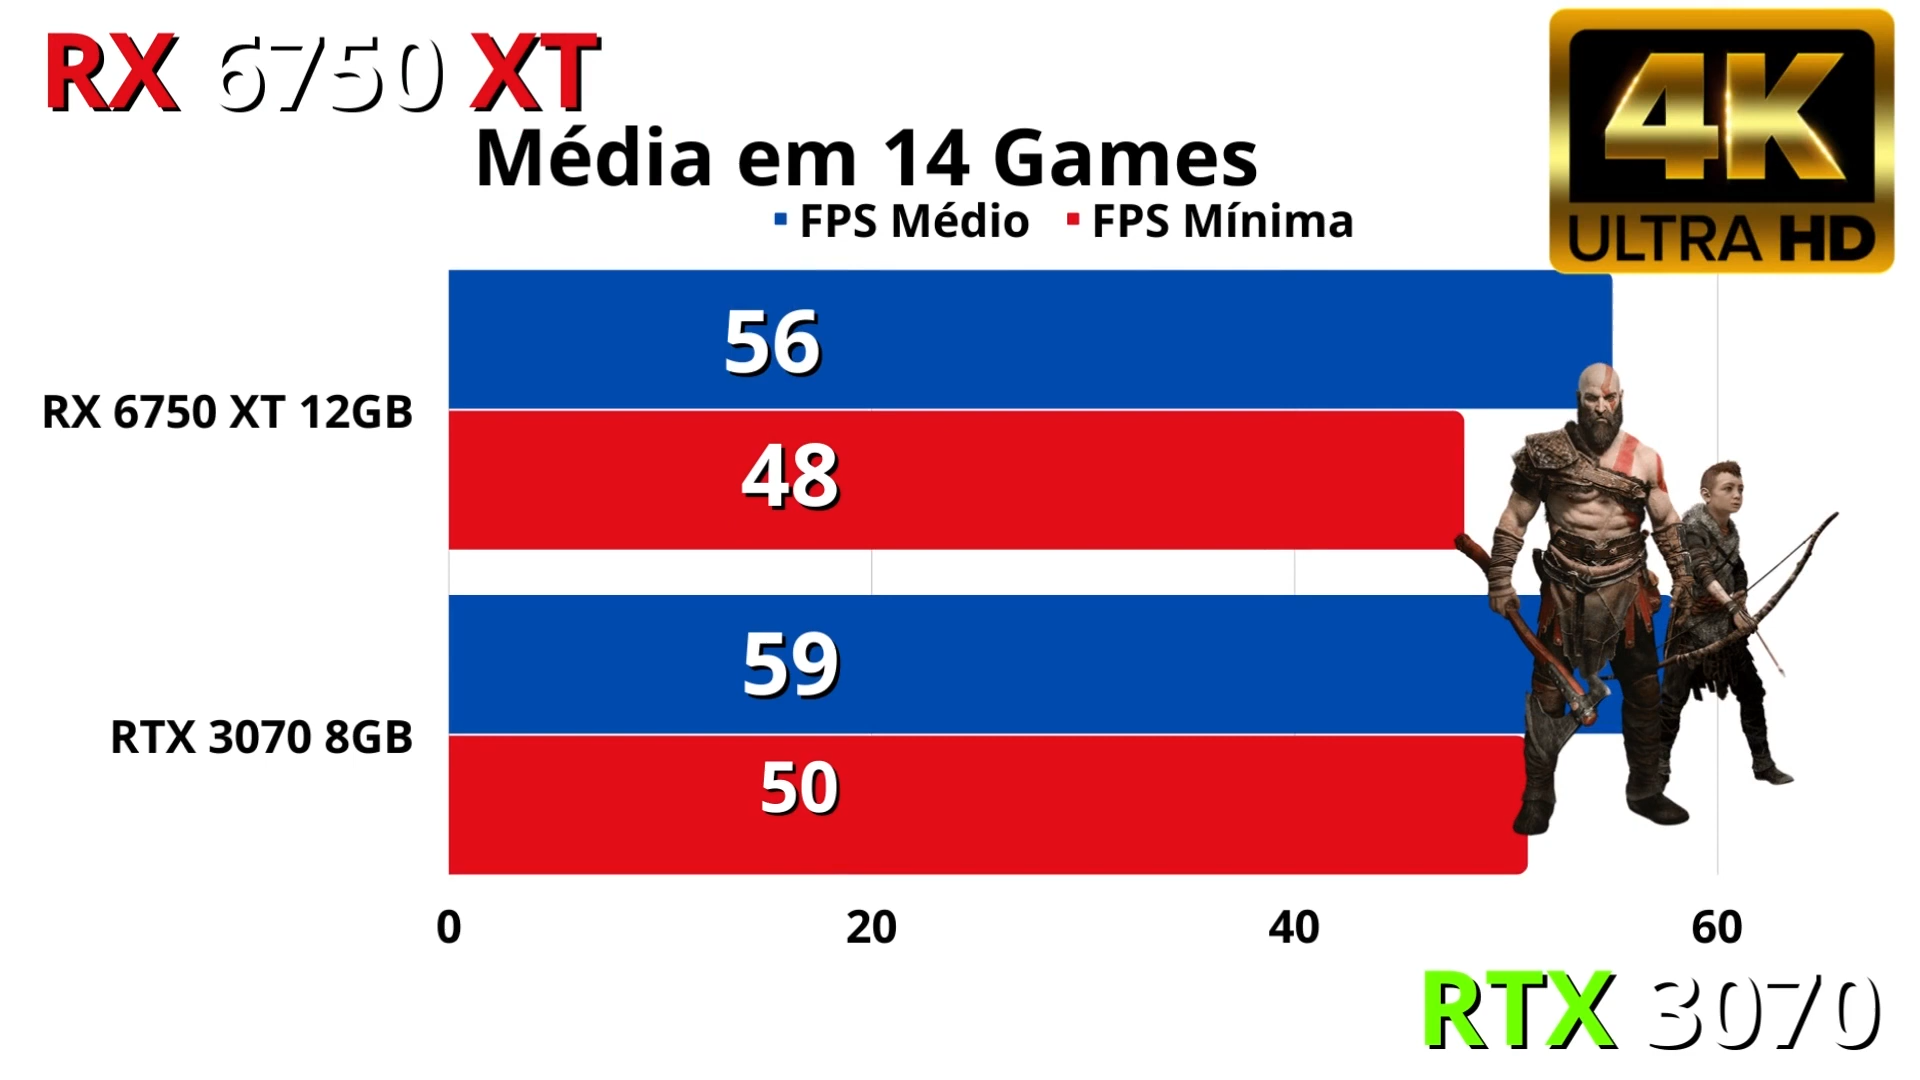 RX 6750 XT
4K
ULTRA HD
Média em 14 Games
FPS Médio FPS Mínima
56
RX 6750 XT 12GB
48
59
RTX 3070 8GB
50
0 20 40 60
RTX 3070